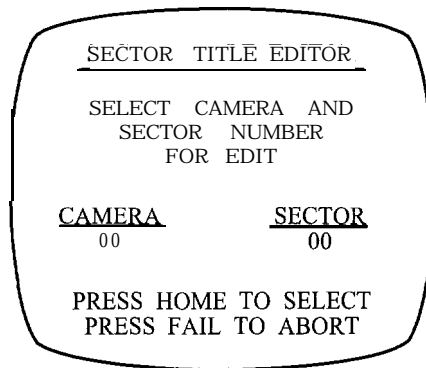 SECTOR TITLE EDITOR
SELECT CAMERA AND
SECTOR NUMBER
FOR EDIT
CAMERA SECTOR
00 00
PRESS HOME TO SELECT
PRESS FAIL TO ABORT